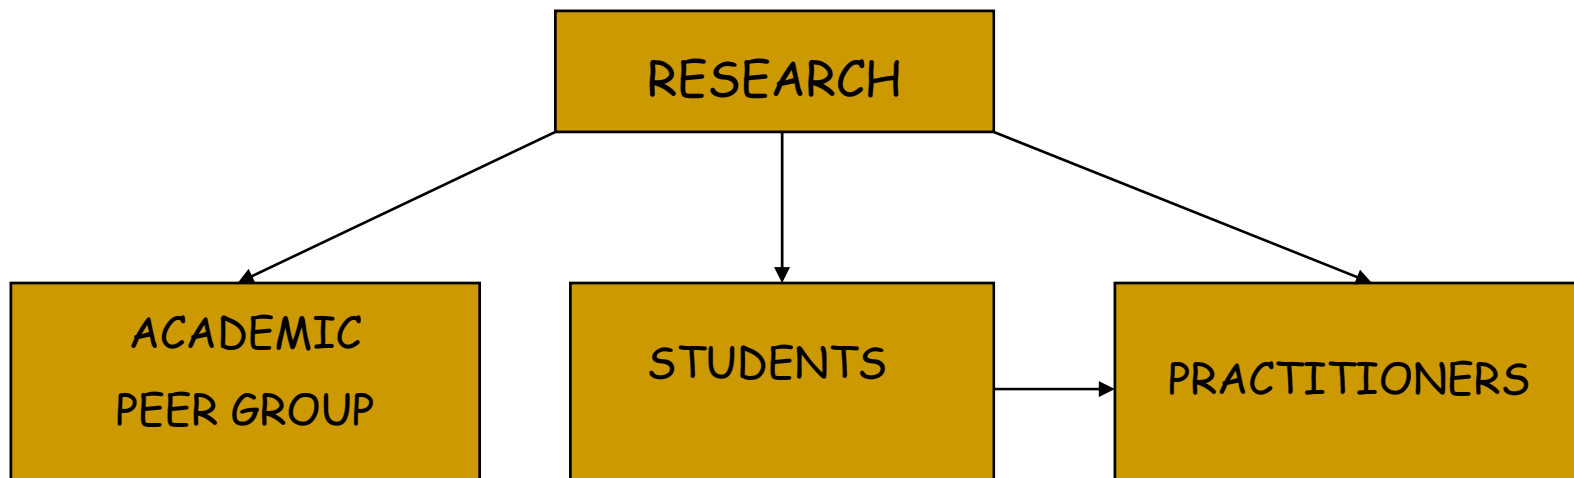 RESEARCH
ACADEMIC
PEER GROUP
STUDENTS
PRACTITIONERS